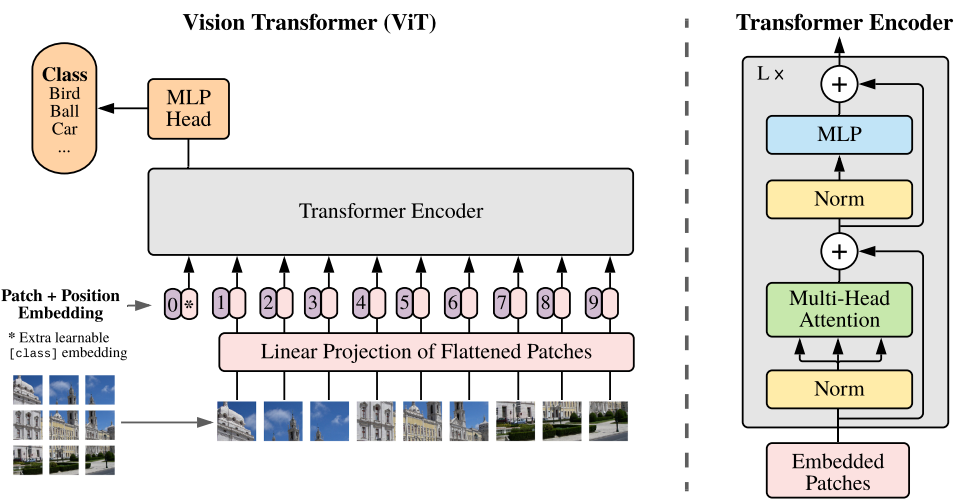 Vision Transformer (ViT)
Class
Bird
Ball
Car
...
MLP
Head
Transformer Encoder
Patch + Position
Embedding
0 * 1 2 3 4 5 6 7 8 9
* Extra learnable
[class] embedding
Linear Projection of Flattened Patches
Transformer Encoder
L ×
+
MLP
Norm
+
Multi-Head
Attention
Norm
Embedded
Patches